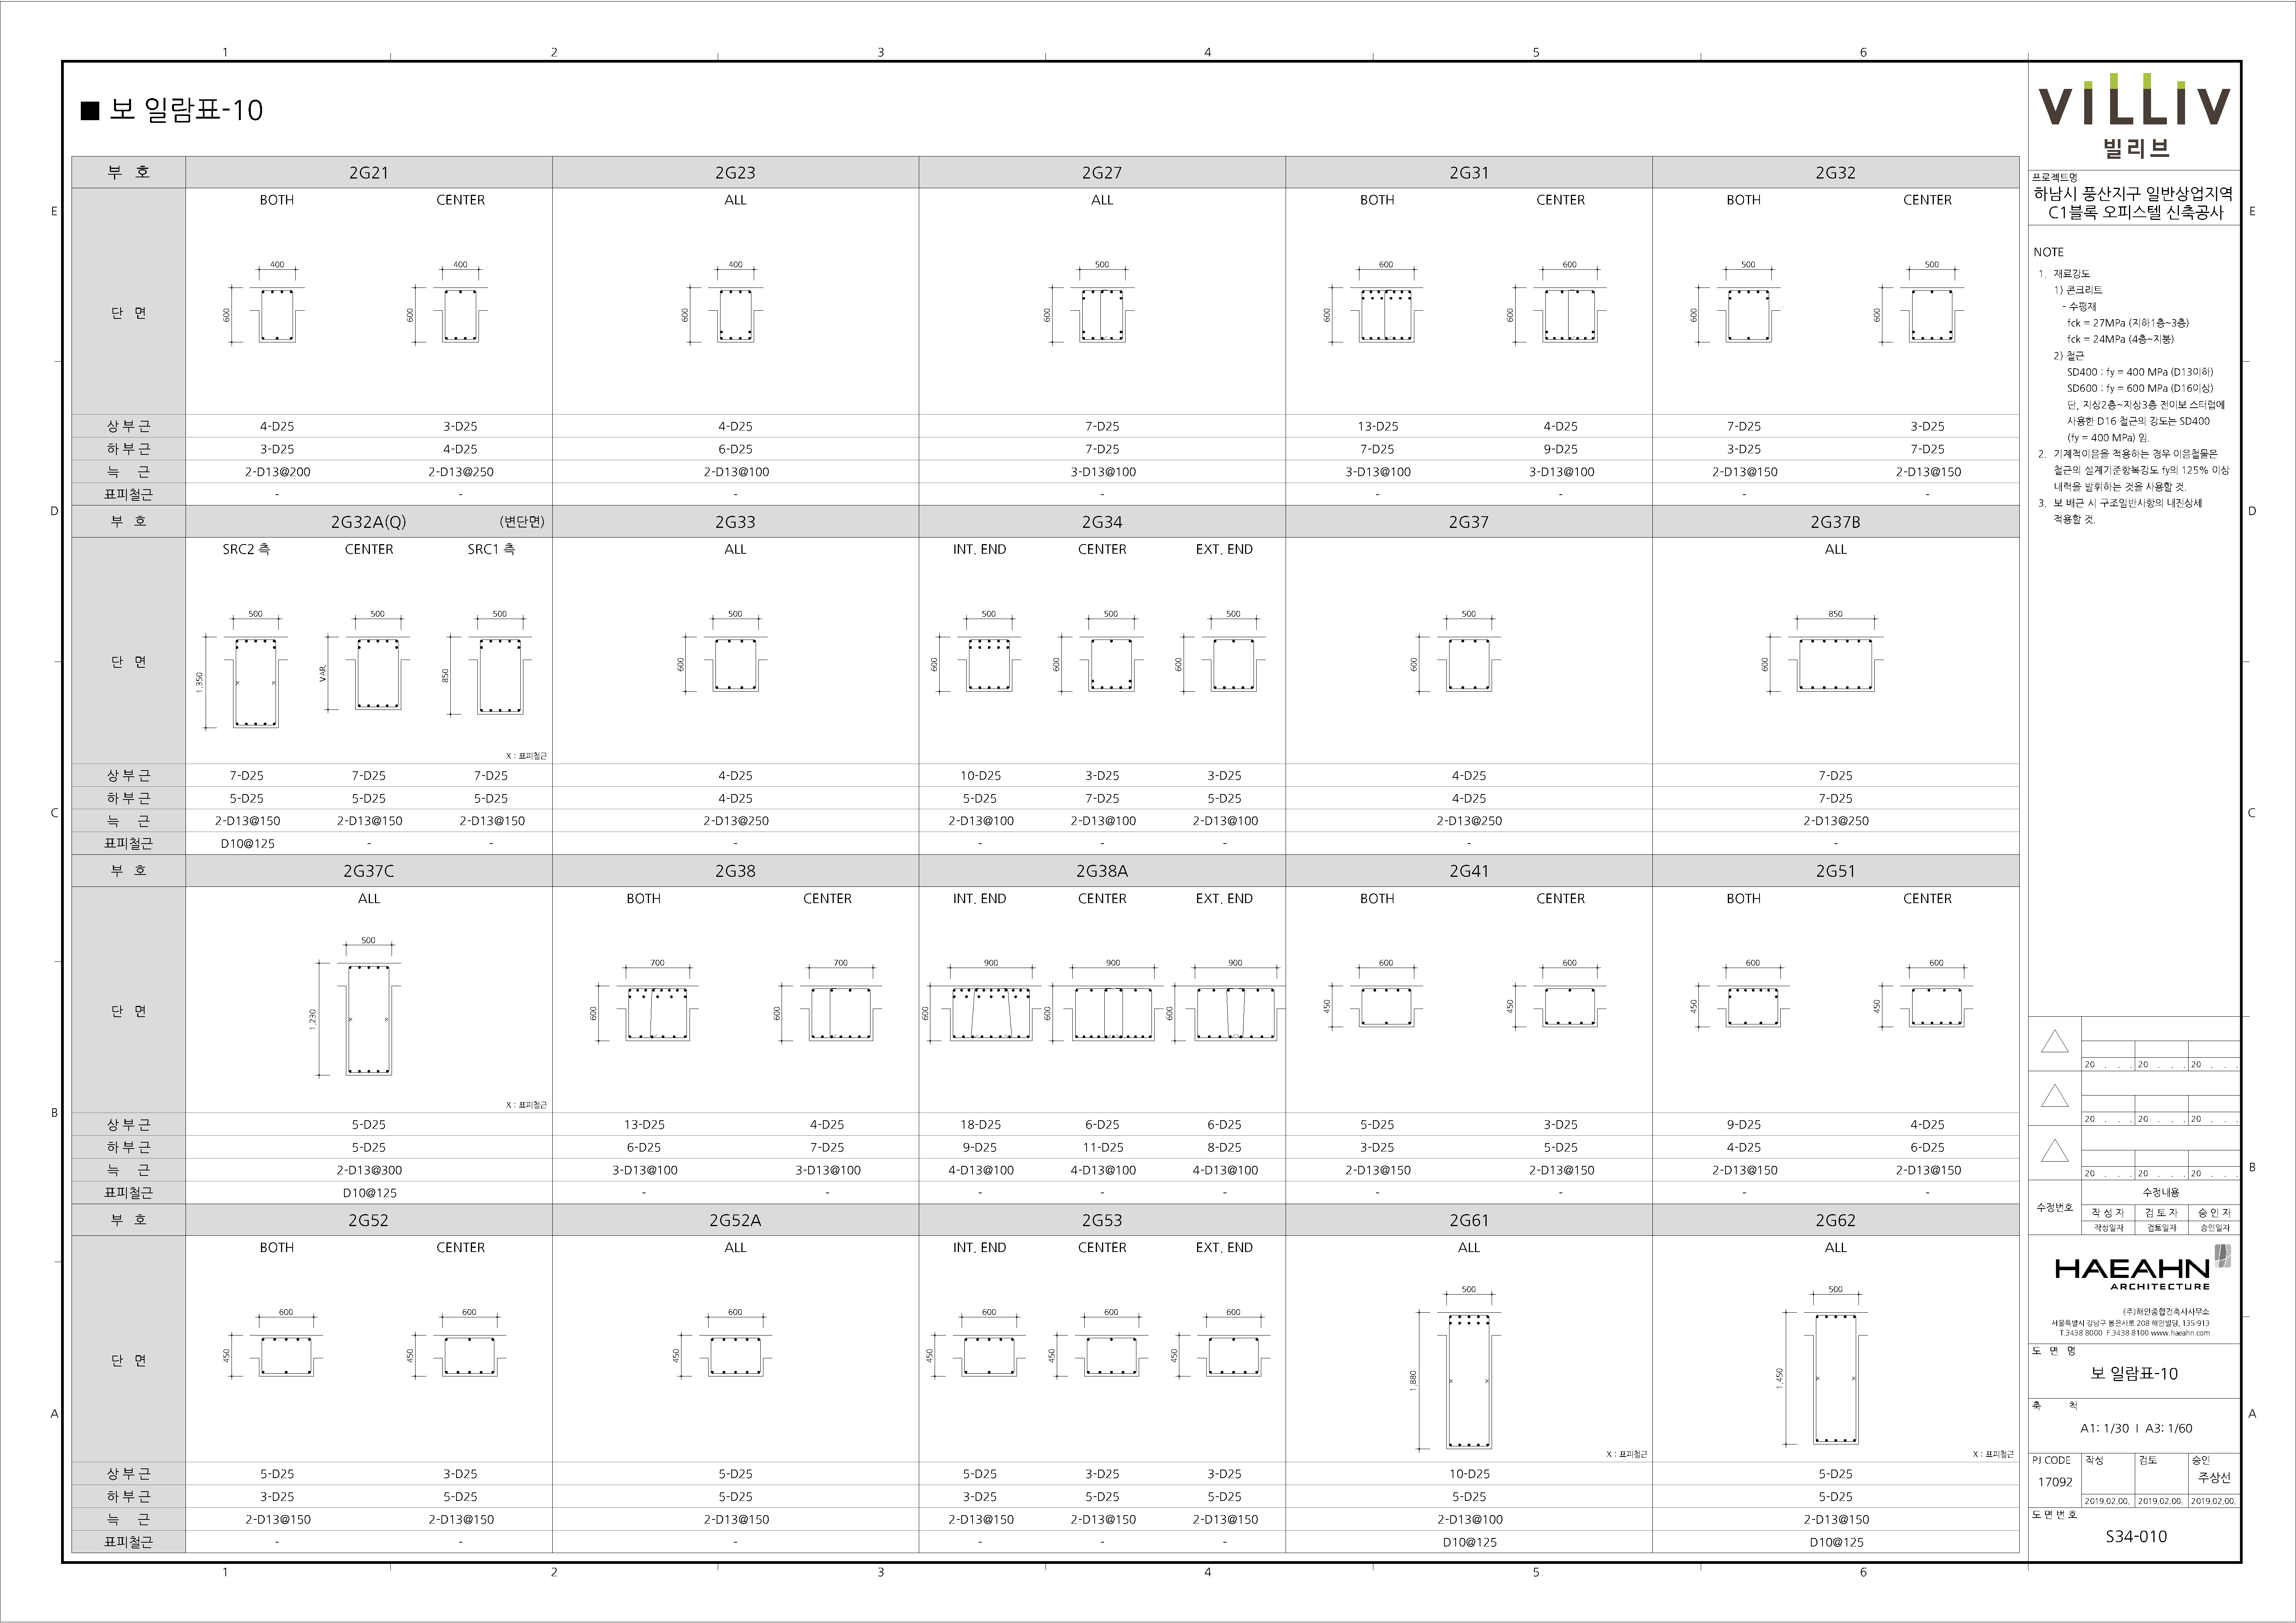 1 2 3 4 5 6
■ 보 일람표-10
부 호 2G21 2G23 2G27 2G31 2G32
BOTH CENTER ALL ALL BOTH CENTER BOTH CENTER
400 400 400 500 600 600 500 500
단 면 600 600 600 600 600 600 600 600
상부근 4-D25 3-D25 4-D25 7-D25 13-D25 4-D25 7-D25 3-D25
하부근 3-D25 4-D25 6-D25 7-D25 7-D25 9-D25 3-D25 7-D25
늑 근 2-D13@200 2-D13@250 2-D13@100 3-D13@100 3-D13@100 3-D13@100 2-D13@150 2-D13@150
표피철근 - - - - - - - -
부 호 2G32A(Q) (변단면) 2G33 2G34 2G37 2G37B
SRC2 측 CENTER SRC1 측 ALL INT. END CENTER EXT. END ALL
500 500 500 500 500 500 500 500 850
단 면 1,350 VAR. 850 600 600 600 600 600 600
X : 표피철근
상부근 7-D25 7-D25 7-D25 4-D25 10-D25 3-D25 3-D25 4-D25 7-D25
하부근 5-D25 5-D25 5-D25 4-D25 5-D25 7-D25 5-D25 4-D25 7-D25
늑 근 2-D13@150 2-D13@150 2-D13@150 2-D13@250 2-D13@100 2-D13@100 2-D13@100 2-D13@250 2-D13@250
표피철근 D10@125 - - - - - - - -
부 호 2G37C 2G38 2G38A 2G41 2G51
ALL BOTH CENTER INT. END CENTER EXT. END BOTH CENTER BOTH CENTER
500 700 700 900 900 900 600 600 600 600
단 면 1,230 600 600 600 600 600 450 450 450 450
X : 표피철근
상부근 5-D25 13-D25 4-D25 18-D25 6-D25 6-D25 5-D25 3-D25 9-D25 4-D25
하부근 5-D25 6-D25 7-D25 9-D25 11-D25 8-D25 3-D25 5-D25 4-D25 6-D25
늑 근 2-D13@300 3-D13@100 3-D13@100 4-D13@100 4-D13@100 4-D13@100 2-D13@150 2-D13@150 2-D13@150 2-D13@150
표피철근 D10@125 - - - - - - - - -
부 호 2G52 2G52A 2G53 2G61 2G62
BOTH CENTER ALL INT. END CENTER EXT. END ALL ALL
600 600 600 600 600 600 500 500
단 면 450 450 450 450 450 450 1,880 1,450
X : 표피철근 X : 표피철근
상부근 5-D25 3-D25 5-D25 5-D25 3-D25 3-D25 10-D25 5-D25
하부근 3-D25 5-D25 5-D25 3-D25 5-D25 5-D25 5-D25 5-D25
늑 근 2-D13@150 2-D13@150 2-D13@150 2-D13@150 2-D13@150 2-D13@150 2-D13@100 2-D13@150
표피철근 - - - - - - D10@125 D10@125
E
D
C
B
A
VILLIV
빌리브
프로젝트명
하남시 풍산지구 일반상업지역
C1블록 오피스텔 신축공사
NOTE
1. 재료강도
1) 콘크리트
- 수평재
fck = 27MPa (지하1층~3층)
fck = 24MPa (4층~지붕)
2) 철근
SD400 : fy = 400 MPa (D13이하)
SD600 : fy = 600 MPa (D16이상)
단, 지상2층~지상3층 전이보 스터럽에
사용한 D16 철근의 강도는 SD400
(fy = 400 MPa) 임.
2. 기계적이음을 적용하는 경우 이음철물은
철근의 설계기준항복강도 fy의 125% 이상
내력을 발휘하는 것을 사용할 것.
3. 보 배근 시 구조일반사항의 내진상세
적용할 것.
20 . . . 20 . . . 20 . . .
20 . . . 20 . . . 20 . . .
20 . . . 20 . . . 20 . . .
수정번호 수정내용
작성자 검토자 승인자
작성일자 검토일자 승인일자
HAEAHN
ARCHITECTURE
(주)해안종합건축사사무소
서울특별시 강남구 봉은사로 208 해안빌딩, 135-913
T.3438 8000 F.3438 8100 www.haeahn.com
도 면 명
보 일람표-10
축 척
A1: 1/30 I A3: 1/60
PJ CODE 작성 검토 승인
17092 주상선
2019.02.00. 2019.02.00. 2019.02.00.
도면번호
S34-010
E
D
C
B
A
1 2 3 4 5 6